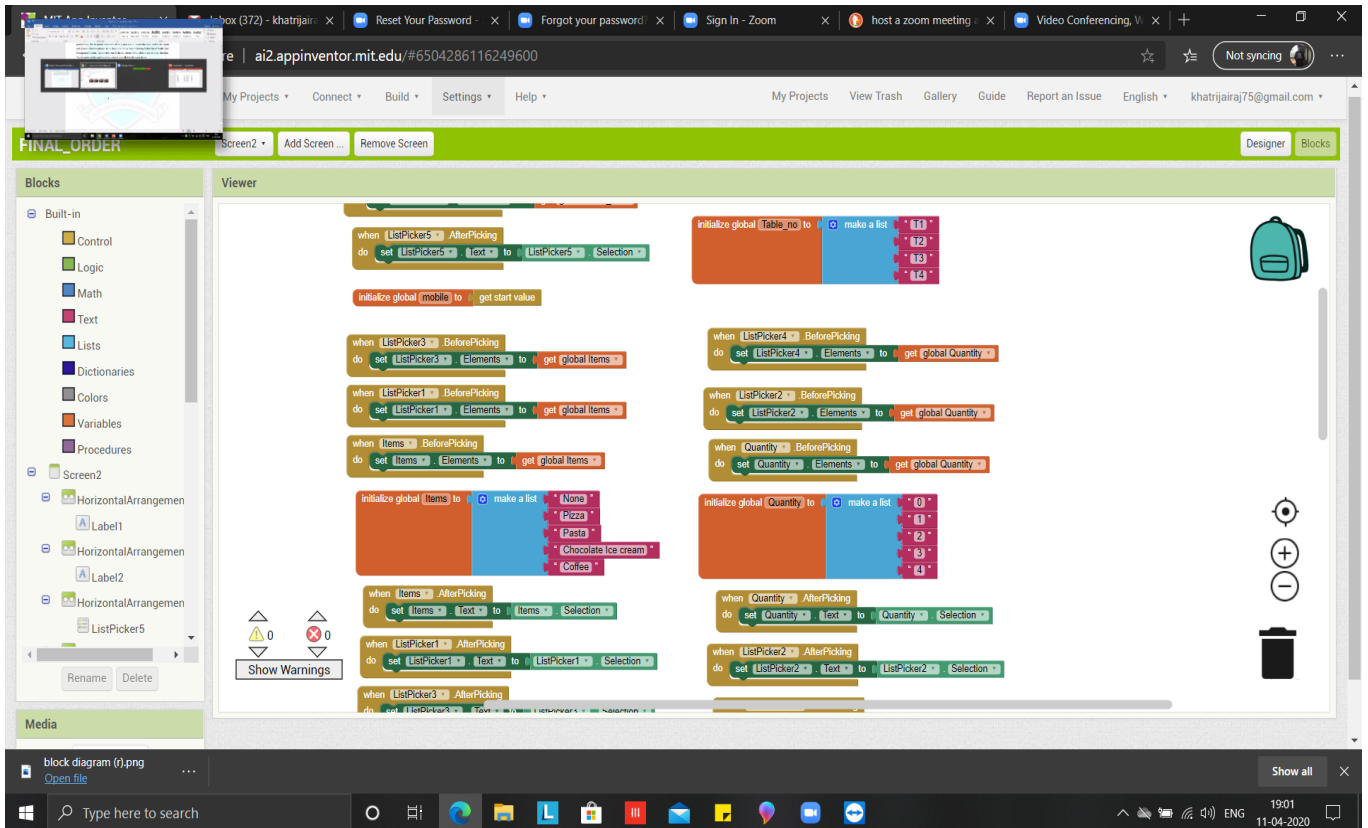 Inbox (372) - khatrijaira
Reset Your Password -
Forgot your password?
Sign In - Zoom
host a zoom meeting a
Video Conferencing, W
ai2.appinventor.mit.edu/#6504286116249600
Not syncing
My Projects Connect Build Settings Help
My Projects View Trash Gallery Guide Report an Issue English khatrijairaj75@gmail.com
FINAL_ORDER
Screen2 Add Screen ... Remove Screen
Designer Blocks
Blocks
Built-in
Control
Logic
Math
Text
Lists
Dictionaries
Colors
Variables
Procedures
Screen2
HorizontalArrangemen
Label1
HorizontalArrangemen
Label2
HorizontalArrangemen
ListPicker5
Rename Delete
Media
Viewer
when ListPicker5 .AfterPicking
do set ListPicker5 . Text to ListPicker5 . Selection
initialize global Table_no to make a list " T1 "
" T2 "
" T3 "
" T4 "
initialize global mobile to get start value
when ListPicker3 .BeforePicking
do set ListPicker3 . Elements to get global Items
when ListPicker4 .BeforePicking
do set ListPicker4 . Elements to get global Quantity
when ListPicker1 .BeforePicking
do set ListPicker1 . Elements to get global Items
when ListPicker2 .BeforePicking
do set ListPicker2 . Elements to get global Quantity
when Items .BeforePicking
do set Items . Elements to get global Items
when Quantity .BeforePicking
do set Quantity . Elements to get global Quantity
initialize global Items to make a list " None "
" Pizza "
" Pasta "
" Chocolate Ice cream "
" Coffee "
initialize global Quantity to make a list " 0 "
" 1 "
" 2 "
" 3 "
" 4 "
when Items .AfterPicking
do set Items . Text to Items . Selection
when Quantity .AfterPicking
do set Quantity . Text to Quantity . Selection
when ListPicker1 .AfterPicking
do set ListPicker1 . Text to ListPicker1 . Selection
when ListPicker2 .AfterPicking
do set ListPicker2 . Text to ListPicker2 . Selection
when ListPicker3 .AfterPicking
do set ListPicker3 . Text to ListPicker3 . Selection
0 0
Show Warnings
block diagram (r).png
Open file
Show all
Type here to search
ENG
19:01
11-04-2020